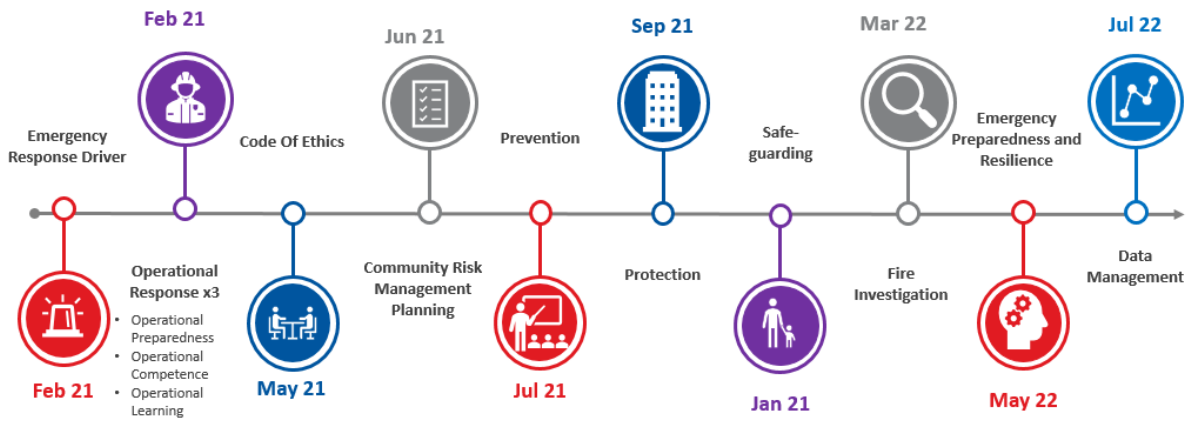 Feb 21
Emergency
Response Driver
Feb 21
Operational
Response x3
• Operational
Preparedness
• Operational
Competence
• Operational
Learning
Code Of Ethics
May 21
Jun 21
Community Risk
Management
Planning
Prevention
Jul 21
Sep 21
Protection
Safe-
guarding
Jan 21
Mar 22
Fire
Investigation
Emergency
Preparedness and
Resilience
May 22
Jul 22
Data
Management